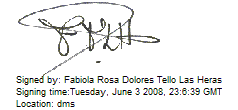 Signed by: Fabiola Rosa Dolores Tello Las Heras
Signing time:Tuesday, June 3 2008, 23:6:39 GMT
Location: dms